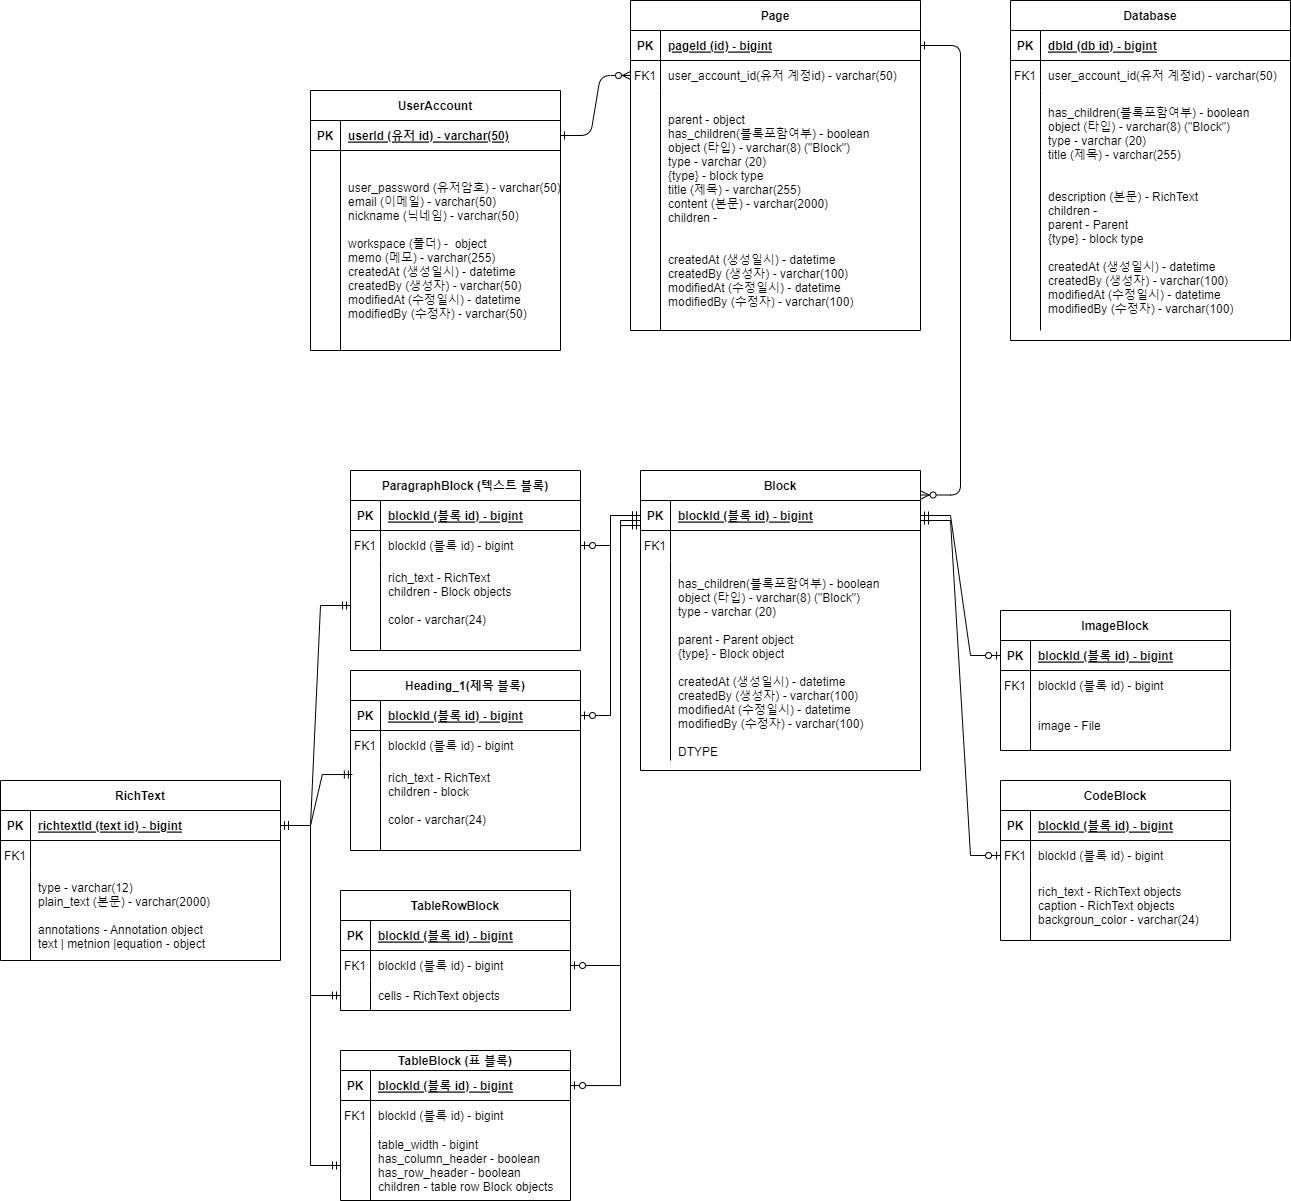 Page
PK
pageId (id) - bigint
FK1
user_account_id(유저 계정id) - varchar(50)
parent - object
has_children(블록포함여부) - boolean
object (타입) - varchar(8) ("Block")
type - varchar (20)
{type} - block type
title (제목) - varchar(255)
content (본문) - varchar(2000)
children -
createdAt (생성일시) - datetime
createdBy (생성자) - varchar(100)
modifiedAt (수정일시) - datetime
modifiedBy (수정자) - varchar(100)
Database
PK
dbId (db id) - bigint
FK1
user_account_id(유저 계정id) - varchar(50)
has_children(블록포함여부) - boolean
object (타입) - varchar(8) ("Block")
type - varchar (20)
title (제목) - varchar(255)
description (본문) - RichText
children -
parent - Parent
{type} - block type
createdAt (생성일시) - datetime
createdBy (생성자) - varchar(100)
modifiedAt (수정일시) - datetime
modifiedBy (수정자) - varchar(100)
UserAccount
PK
userId (유저 id) - varchar(50)
user_password (유저암호) - varchar(50)
email (이메일) - varchar(50)
nickname (닉네임) - varchar(50)
workspace (폴더) -  object
memo (메모) - varchar(255)
createdAt (생성일시) - datetime
createdBy (생성자) - varchar(50)
modifiedAt (수정일시) - datetime
modifiedBy (수정자) - varchar(50)
ParagraphBlock (텍스트 블록)
PK
blockId (블록 id) - bigint
FK1
blockId (블록 id) - bigint
rich_text - RichText
children - Block objects
color - varchar(24)
Block
PK
blockId (블록 id) - bigint
FK1
has_children(블록포함여부) - boolean
object (타입) - varchar(8) ("Block")
type - varchar (20)
parent - Parent object
{type} - Block object
createdAt (생성일시) - datetime
createdBy (생성자) - varchar(100)
modifiedAt (수정일시) - datetime
modifiedBy (수정자) - varchar(100)
DTYPE
ImageBlock
PK
blockId (블록 id) - bigint
FK1
blockId (블록 id) - bigint
image - File
Heading_1(제목 블록)
PK
blockId (블록 id) - bigint
FK1
blockId (블록 id) - bigint
rich_text - RichText
children - block
color - varchar(24)
RichText
PK
richtextId (text id) - bigint
FK1
type - varchar(12)
plain_text (본문) - varchar(2000)
annotations - Annotation object
text | metnion |equation - object
CodeBlock
PK
blockId (블록 id) - bigint
FK1
blockId (블록 id) - bigint
rich_text - RichText objects
caption - RichText objects
backgroun_color - varchar(24)
TableRowBlock
PK
blockId (블록 id) - bigint
FK1
blockId (블록 id) - bigint
cells - RichText objects
TableBlock (표 블록)
PK
blockId (블록 id) - bigint
FK1
blockId (블록 id) - bigint
table_width - bigint
has_column_header - boolean
has_row_header - boolean
children - table row Block objects